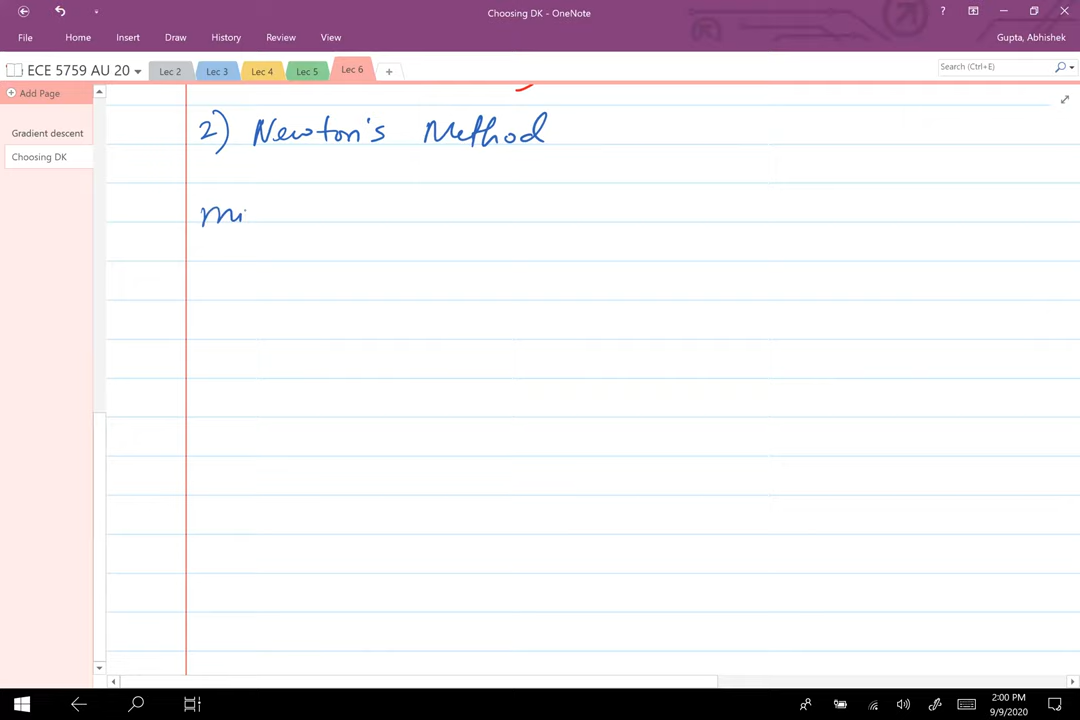 Choosing DK - OneNote
?
File Home Insert Draw History Review View
Gupta, Abhishek
ECE 5759 AU 20
Lec 2
Lec 3
Lec 4
Lec 5
Lec 6
+
Search (Ctrl+E)
Add Page
Gradient descent
Choosing DK
2) Newton's Method
mi
2:00 PM
9/9/2020